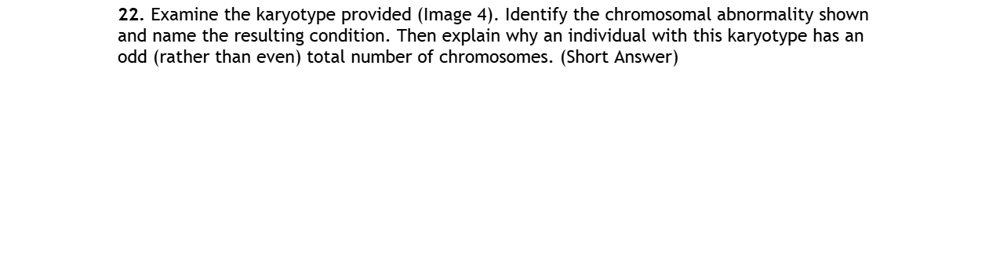 22. Examine the karyotype provided (Image 4). Identify the chromosomal abnormality shown
and name the resulting condition. Then explain why an individual with this karyotype has an
odd (rather than even) total number of chromosomes. (Short Answer)